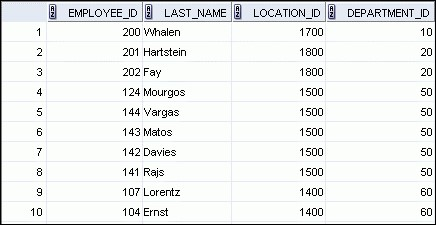 EMPLOYEE_ID LAST_NAME LOCATION_ID DEPARTMENT_ID
1 200 Whalen 1700 10
2 201 Hartstein 1800 20
3 202 Fay 1800 20
4 124 Mourgos 1500 50
5 144 Vargas 1500 50
6 143 Matos 1500 50
7 142 Davies 1500 50
8 141 Rajs 1500 50
9 107 Lorentz 1400 60
10 104 Ernst 1400 60